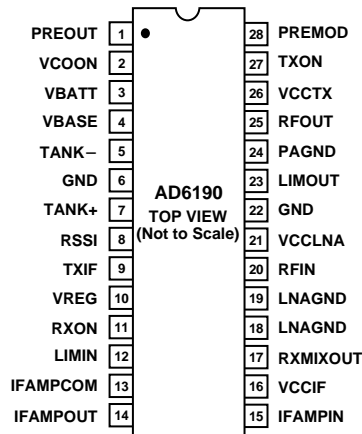 PREOUT 1 28 PREMOD
VCOON 2 27 TXON
VBATT 3 26 VCCTX
VBASE 4 25 RFOUT
TANK– 5 24 PAGND
GND 6 23 LIMOUT
TANK+ 7 22 GND
RSSI 8 21 VCCLNA
TXIF 9 20 RFIN
VREG 10 19 LNAGND
RXON 11 18 LNAGND
LIMIN 12 17 RXMIXOUT
IFAMPCOM 13 16 VCCIF
IFAMPOUT 14 15 IFAMPIN
AD6190
TOP VIEW
(Not to Scale)